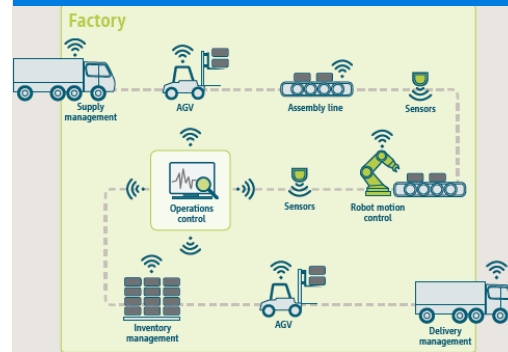 Factory
Supply
management
AGV
Assembly line
Sensors
Operations
control
Sensors
Robot motion
control
Inventory
management
AGV
Delivery
management